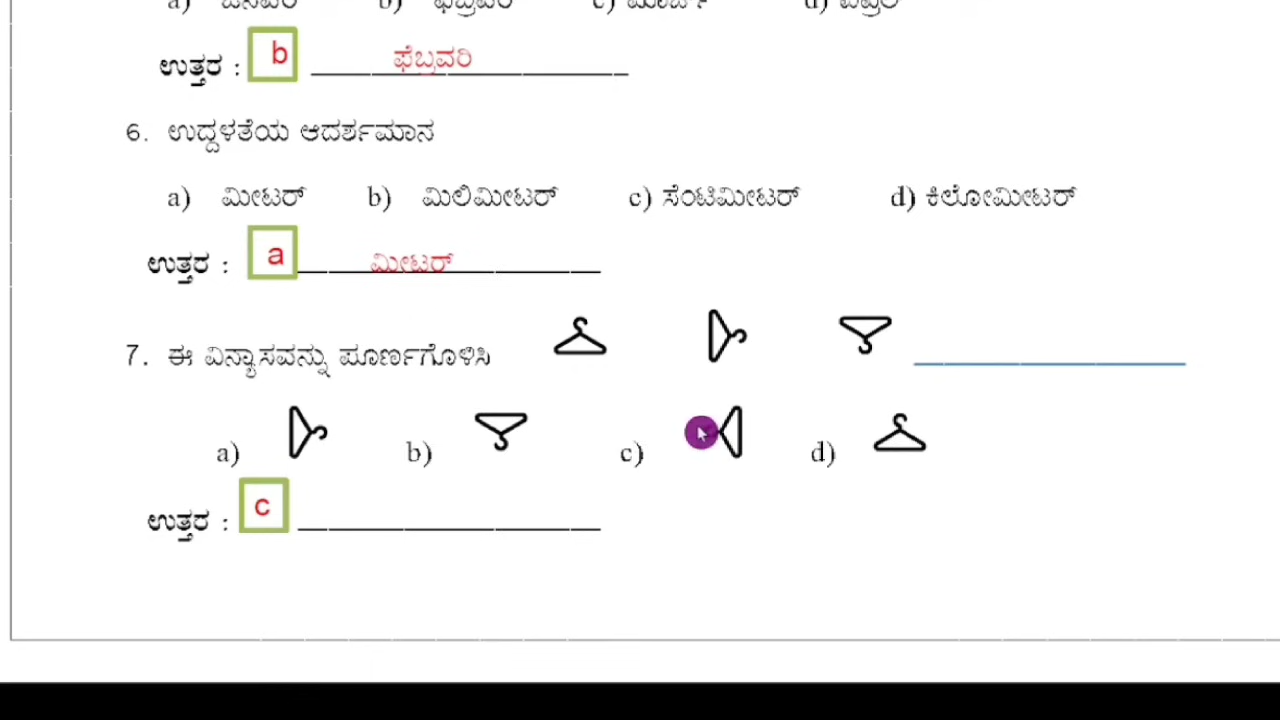 ಉತ್ತರ : b ಫೆಬ್ರವರಿ
6. ಉದ್ದಳತೆಯ ಆದರ್ಶಮಾನ
a) ಮೀಟರ್ b) ಮಿಲಿಮೀಟರ್ c) ಸೆಂಟಿಮೀಟರ್ d) ಕಿಲೋಮೀಟರ್
ಉತ್ತರ : a ಮೀಟರ್
7. ಈ ವಿನ್ಯಾಸವನ್ನು ಪೂರ್ಣಗೊಳಿಸಿ
a) b) c) d)
ಉತ್ತರ : c